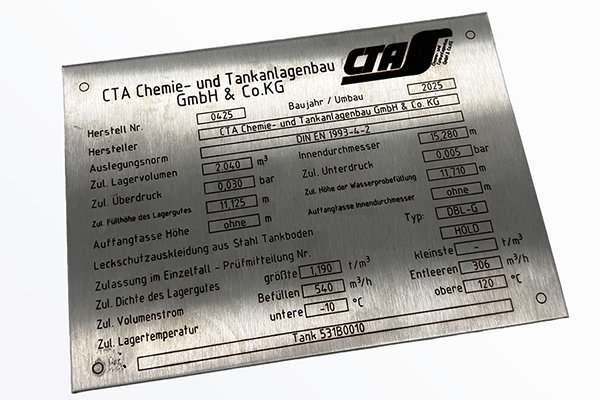 CTA Chemie- und Tankanlagenbau
GmbH & Co.KG
CTA
Herstell Nr. 0425 Baujahr / Umbau 2025
Hersteller CTA Chemie- und Tankanlagenbau GmbH & Co. KG
Auslegungsnorm DIN EN 1993-4-2
Zul. Lagervolumen 2.040 m³ Innendurchmesser 15,280 m
Zul. Überdruck 0,030 bar Zul. Unterdruck 0,005 bar
Zul. Füllhöhe des Lagergutes 11,125 m Zul. Höhe der Wasserprobefüllung 11,710 m
Auffangtasse Höhe ohne m Auffangtasse Innendurchmesser ohne m
Leckschutzauskleidung aus Stahl Tankboden Typ: DBL-G
Zulassung im Einzelfall - Prüfmitteilung Nr. HOLD
Zul. Dichte des Lagergutes größte 1,190 t/m³ kleinste - t/m³
Zul. Volumenstrom Befüllen 540 m³/h Entleeren 306 m³/h
Zul. Lagertemperatur untere -10 °C obere 120 °C
Tank 531B0010